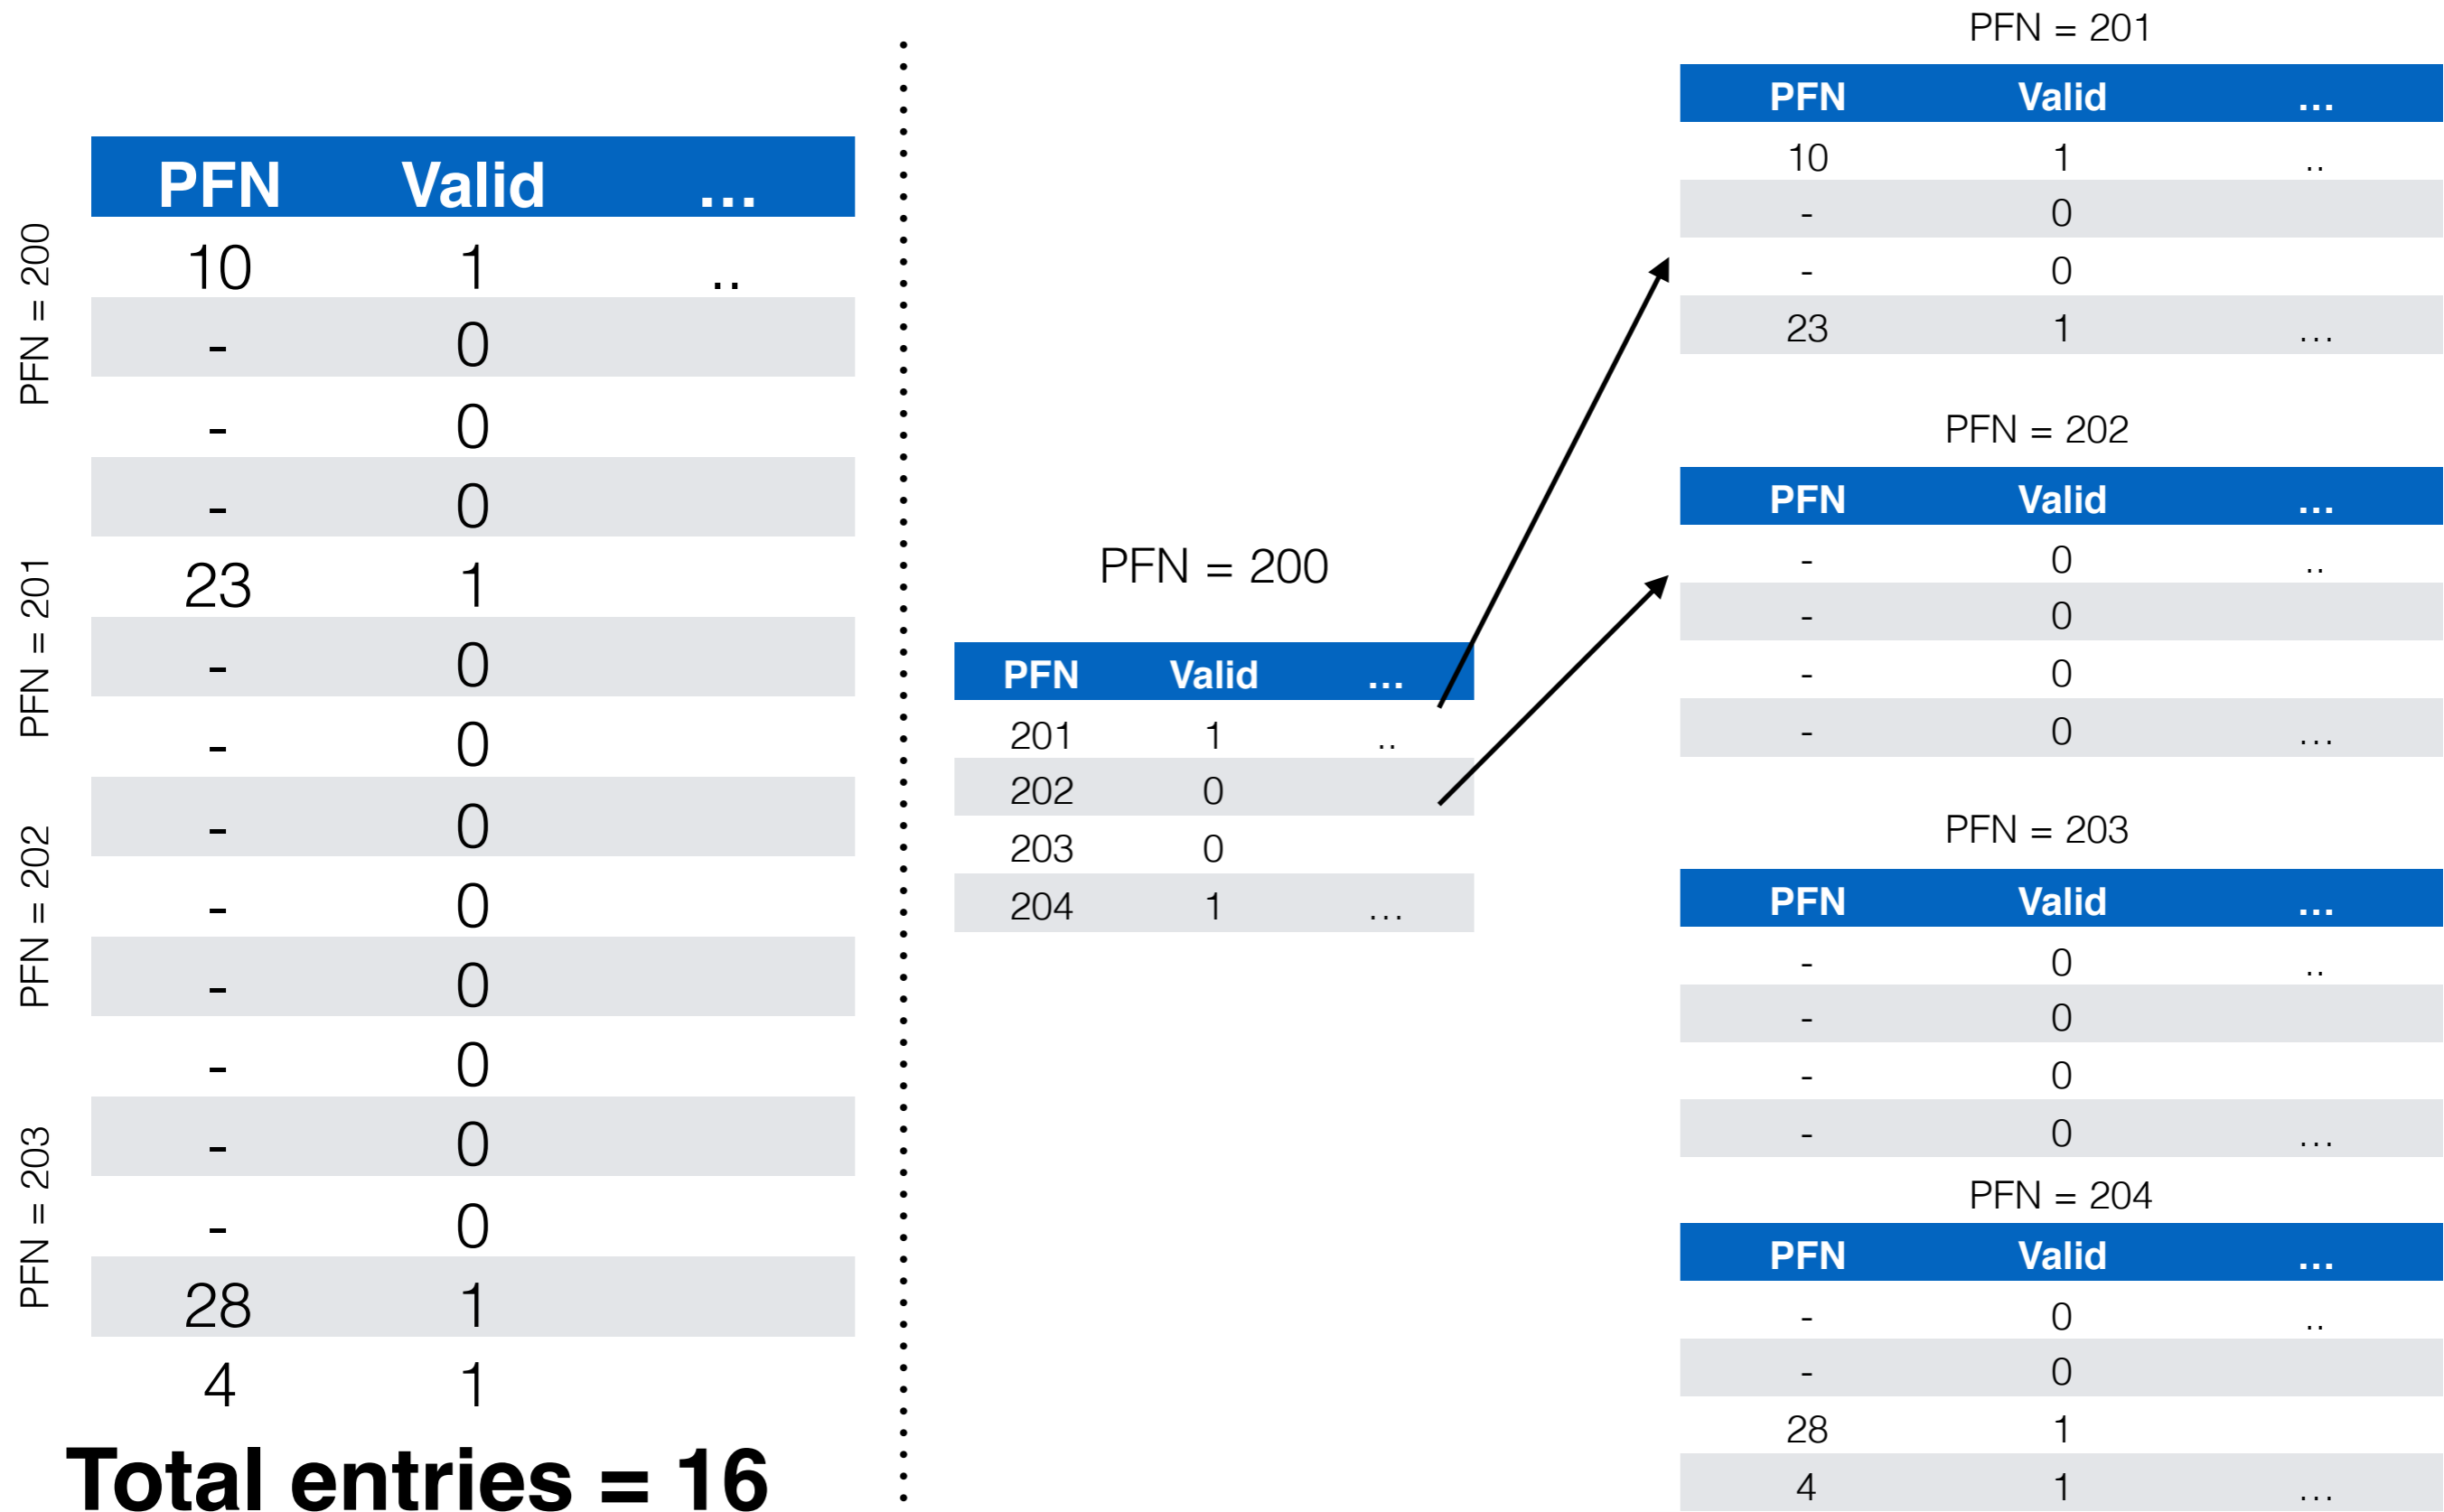 PFN = 200
PFN = 201
PFN = 202
PFN = 203
PFN Valid ...
10 1 ..
- 0
- 0
- 0
23 1
- 0
- 0
- 0
- 0
- 0
- 0
- 0
- 0
28 1
4 1
Total entries = 16
PFN = 200
PFN Valid ...
201 1 ..
202 0
203 0
204 1 ...
PFN = 201
PFN Valid ...
10 1 ..
- 0
- 0
23 1 ...
PFN = 202
PFN Valid ...
- 0 ..
- 0
- 0
- 0 ...
PFN = 203
PFN Valid ...
- 0 ..
- 0
- 0
- 0 ...
PFN = 204
PFN Valid ...
- 0 ..
- 0
28 1
4 1 ...